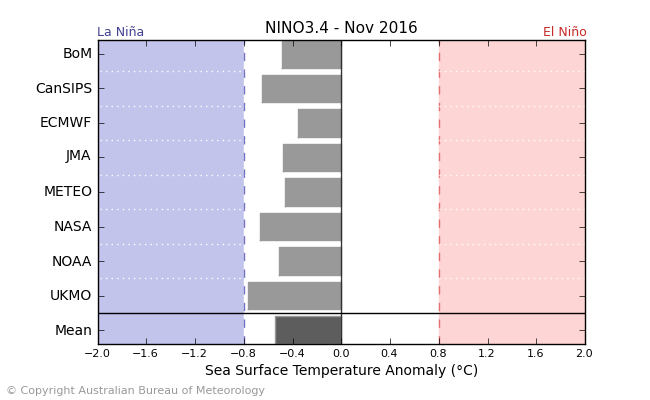 NINO3.4 - Nov 2016
La Niña
El Niño
BoM
CanSIPS
ECMWF
JMA
METEO
NASA
NOAA
UKMO
Mean
−2.0 −1.6 −1.2 −0.8 −0.4 0.0 0.4 0.8 1.2 1.6 2.0
Sea Surface Temperature Anomaly (°C)
© Copyright Australian Bureau of Meteorology